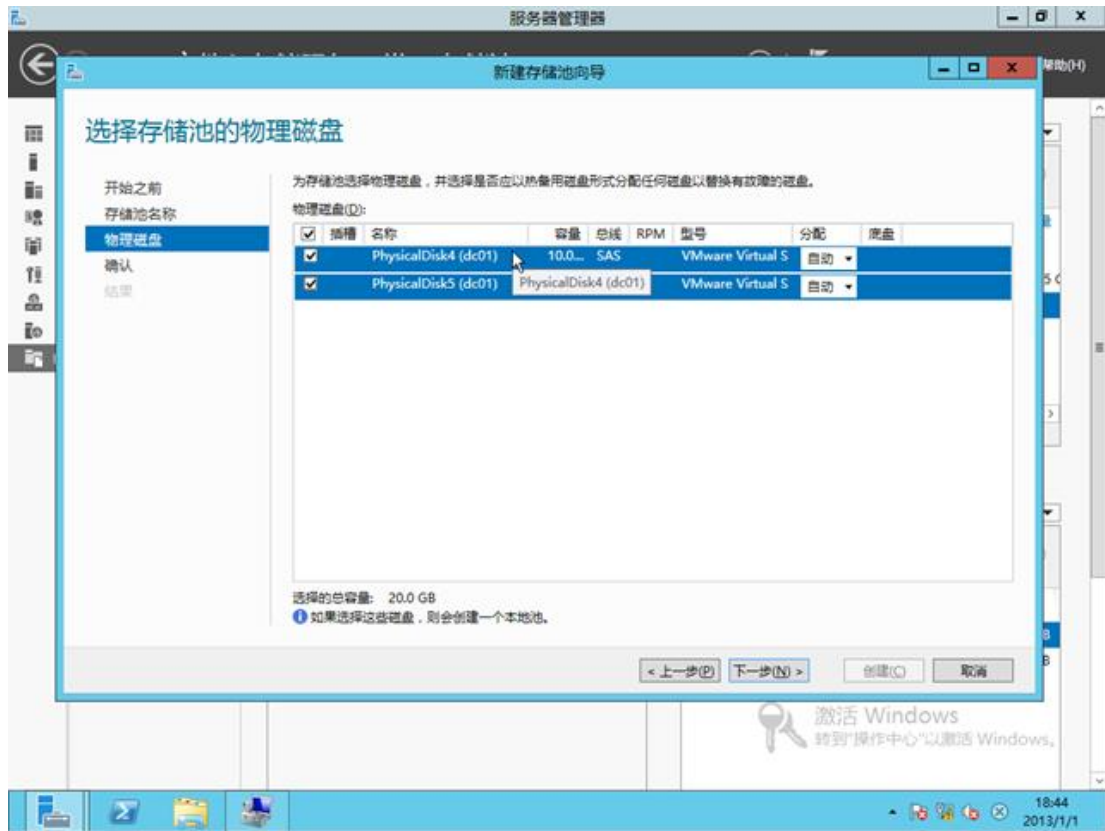 服务器管理器
帮助(H)
新建存储池向导
选择存储池的物理磁盘
开始之前
存储池名称
物理磁盘
确认
结果
为存储池选择物理磁盘，并选择是否应以热备用磁盘形式分配任何磁盘以替换有故障的磁盘。
物理磁盘(D):
插槽 名称 容量 总线 RPM 型号 分配 底盘
PhysicalDisk4 (dc01) 10.0... SAS VMware Virtual S 自动
PhysicalDisk5 (dc01) VMware Virtual S 自动
PhysicalDisk4 (dc01)
选择的总容量: 20.0 GB
如果选择这些磁盘，则会创建一个本地池。
< 上一步(P) 下一步(N) > 创建(C) 取消
激活 Windows
转到"操作中心"以激活 Windows。
18:44
2013/1/1